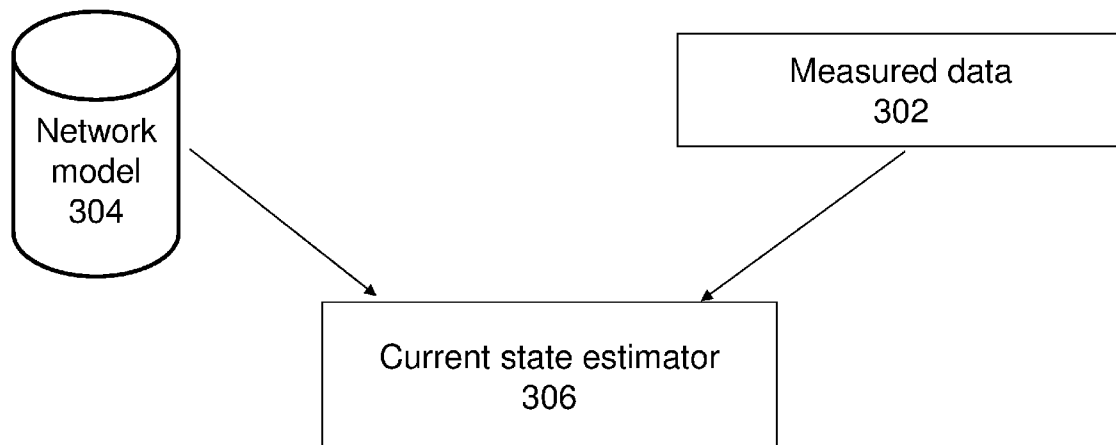 Network
model
304
Measured data
302
Current state estimator
306